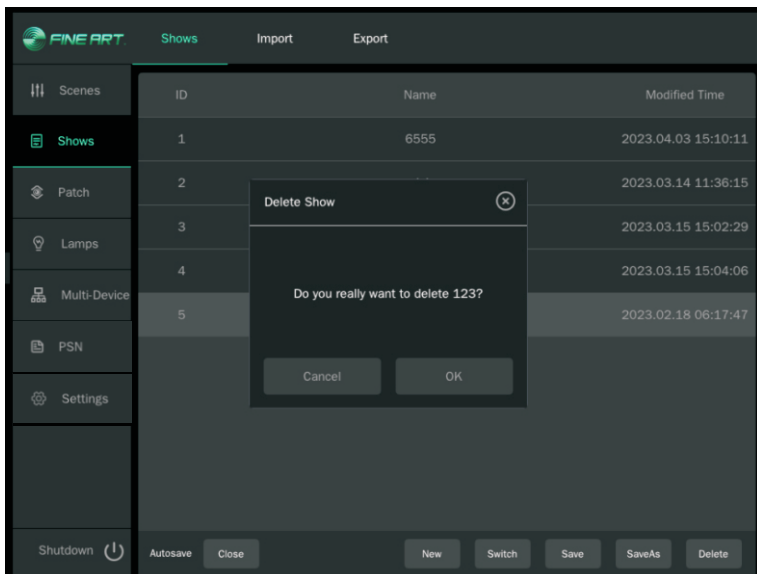 FINE ART. Shows Import Export
Scenes
Shows
Patch
Lamps
Multi-Device
PSN
Settings
Shutdown
ID Name Modified Time
1 6555 2023.04.03 15:10:11
2 2023.03.14 11:36:15
3 2023.03.15 15:02:29
4 2023.03.15 15:04:06
5 2023.02.18 06:17:47
Delete Show
Do you really want to delete 123?
Cancel OK
Autosave Close New Switch Save SaveAs Delete